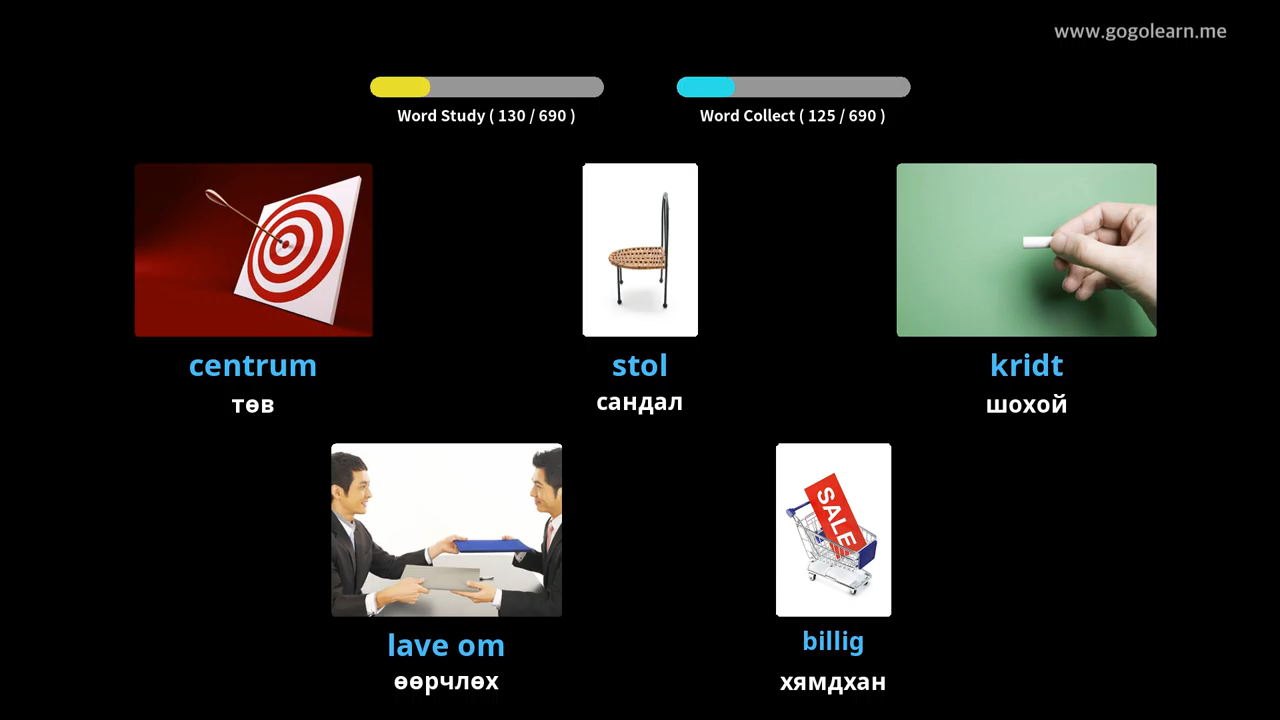 www.gogolearn.me
Word Study ( 130 / 690 )
Word Collect ( 125 / 690 )
centrum
төв
stol
сандал
kridt
шохой
lave om
өөрчлөх
SALE
billig
хямдхан